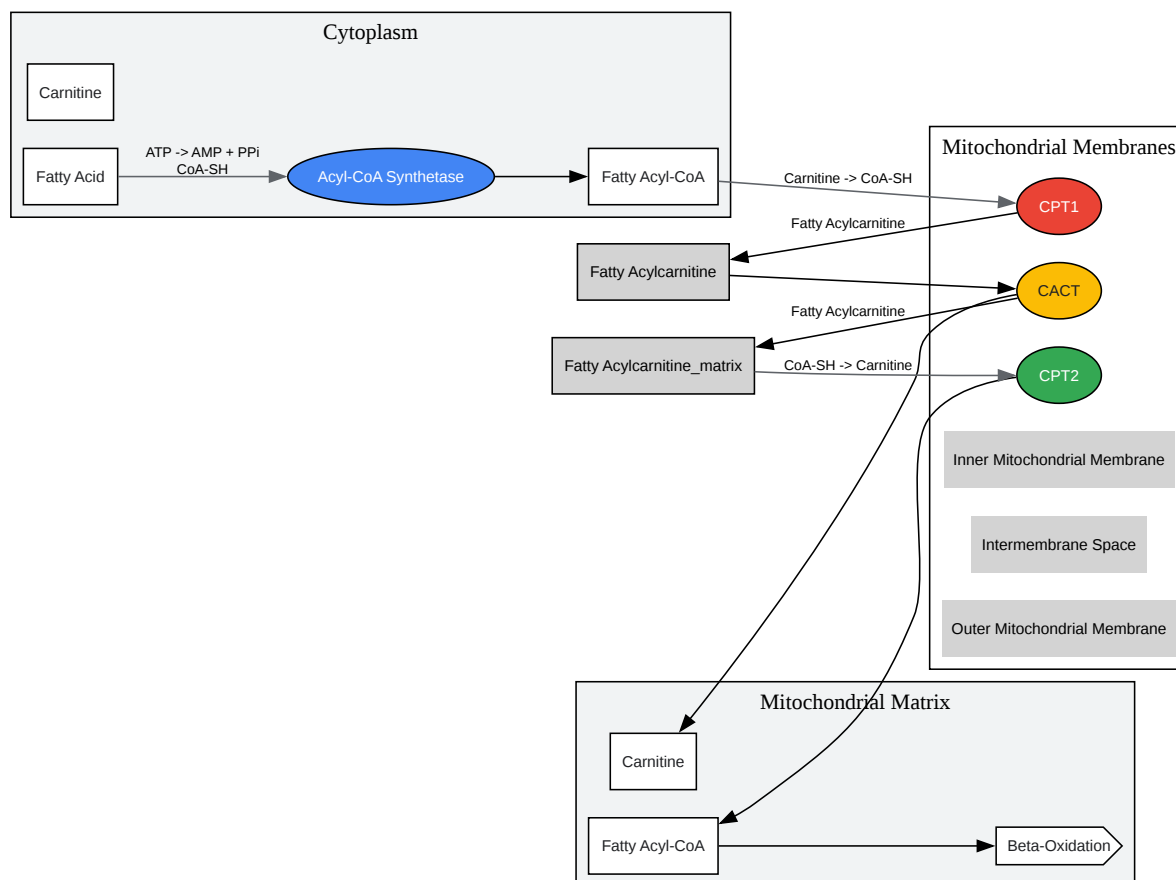 Cytoplasm
Carnitine
Fatty Acid
ATP -> AMP + PPi
CoA-SH
Acyl-CoA Synthetase
Fatty Acyl-CoA
Carnitine -> CoA-SH
Mitochondrial Membranes
CPT1
Fatty Acylcarnitine
Fatty Acylcarnitine
CACT
Fatty Acylcarnitine
Fatty Acylcarnitine_matrix
CoA-SH -> Carnitine
CPT2
Inner Mitochondrial Membrane
Intermembrane Space
Outer Mitochondrial Membrane
Mitochondrial Matrix
Carnitine
Fatty Acyl-CoA
Beta-Oxidation